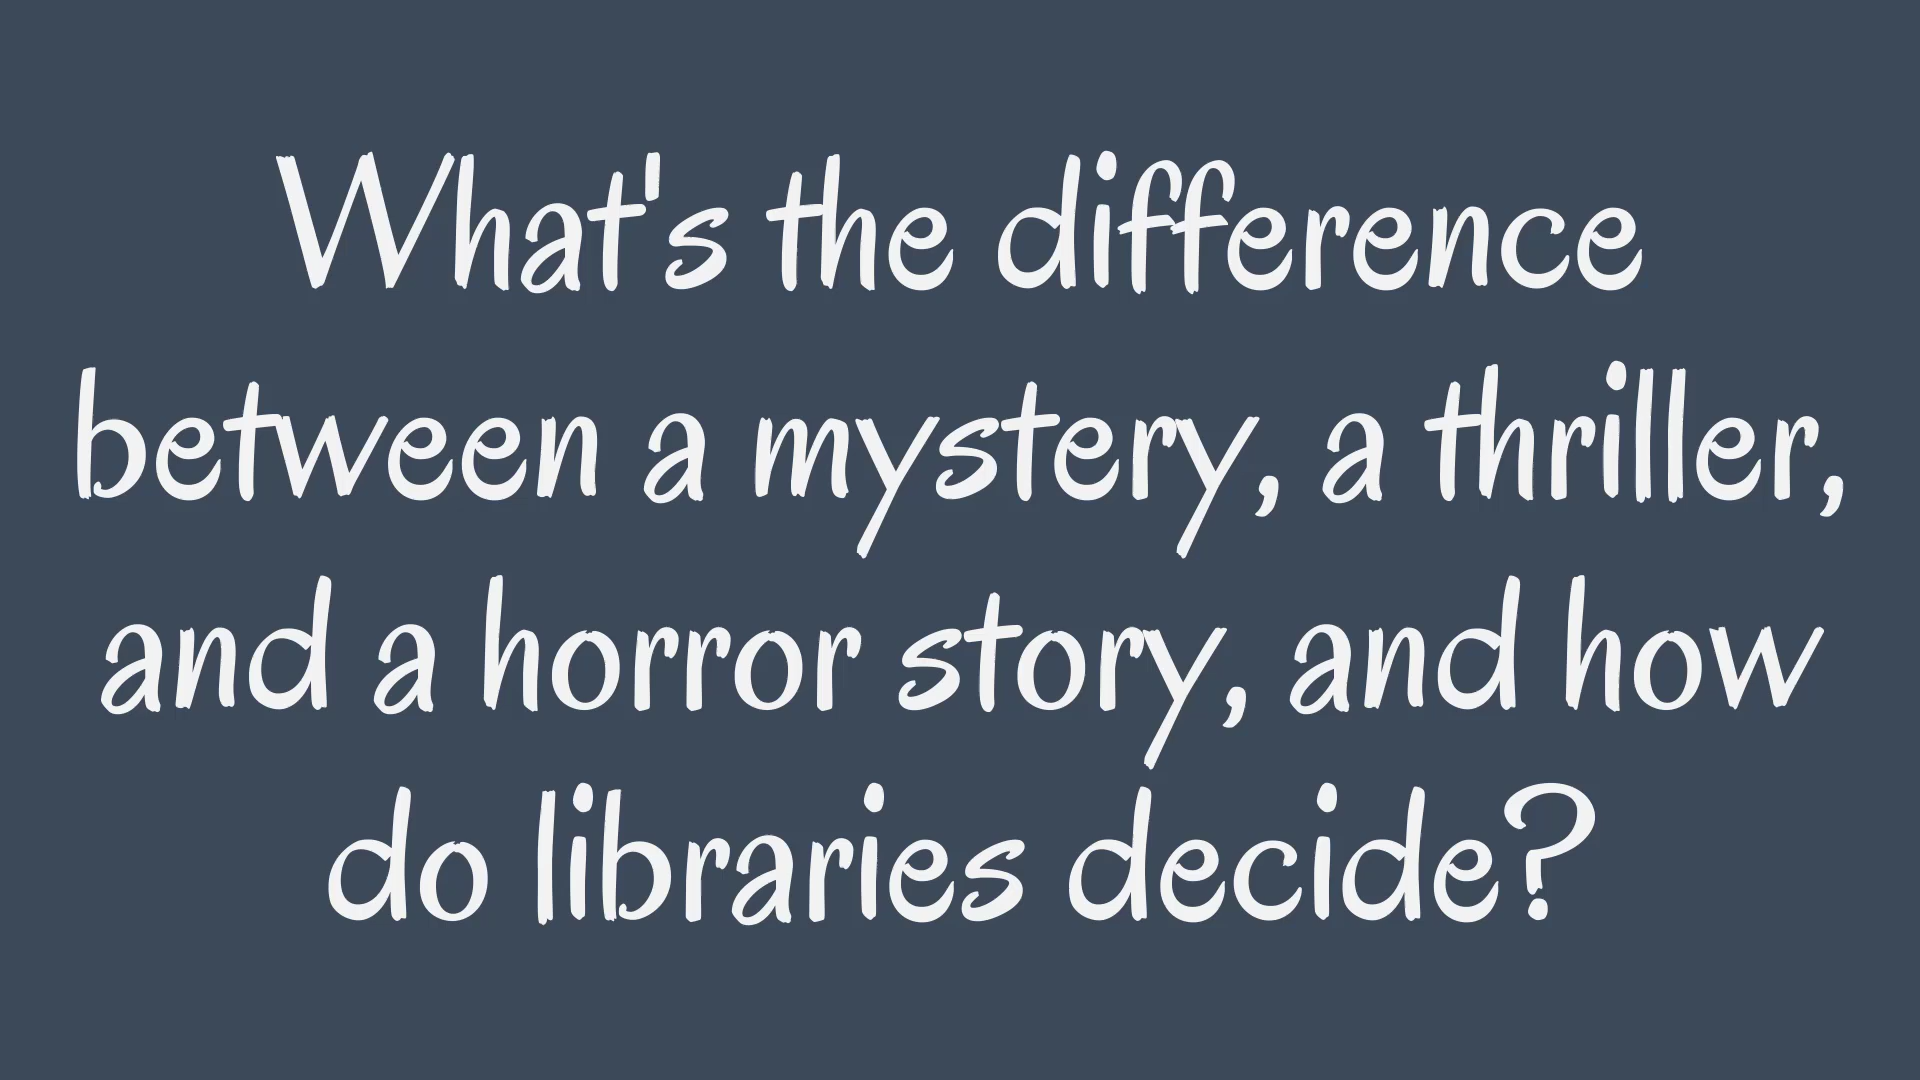 What's the difference
between a mystery, a thriller,
and a horror story, and how
do libraries decide?